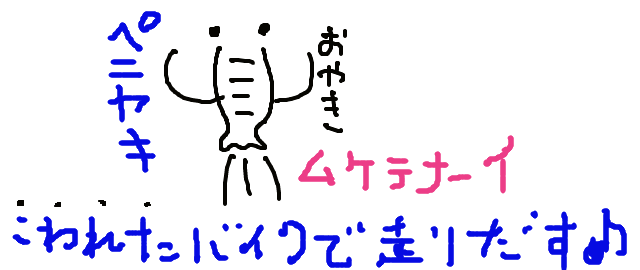 ペニヤキ
おやき
ムケテナーイ
こわれたバイクで走りだす♪